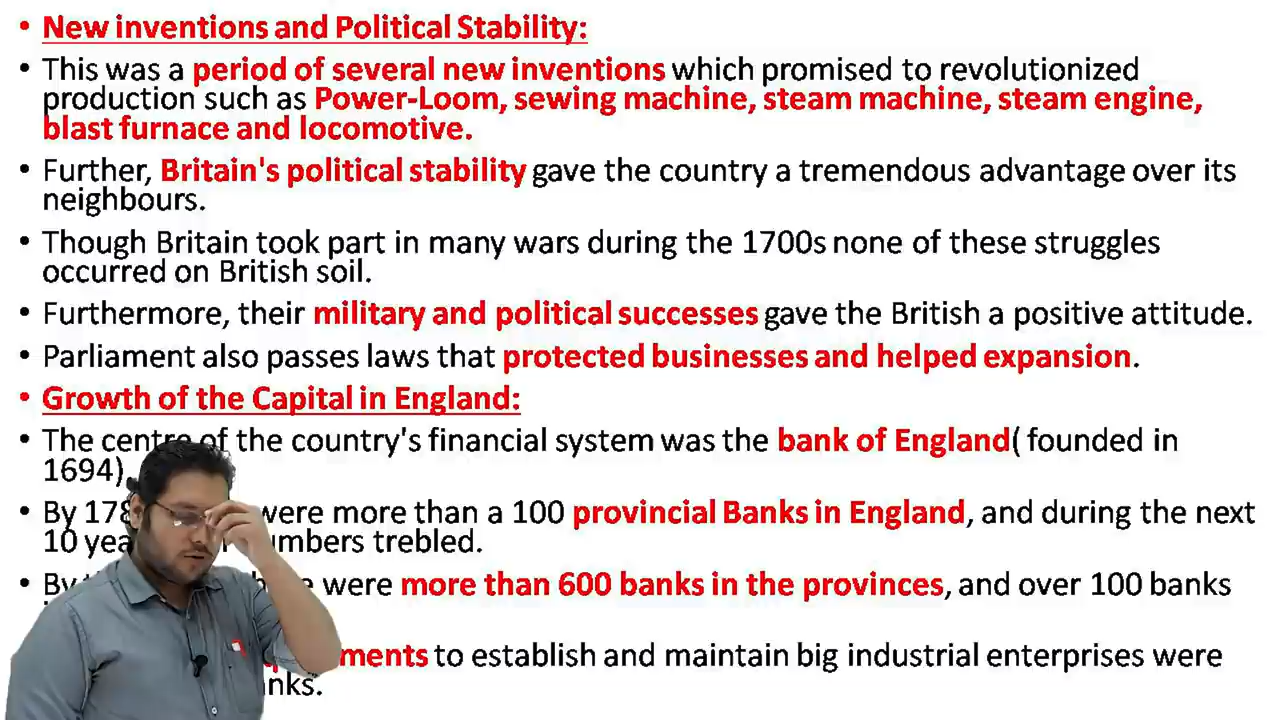 • New inventions and Political Stability:
• This was a period of several new inventions which promised to revolutionized
production such as Power-Loom, sewing machine, steam machine, steam engine,
blast furnace and locomotive.
• Further, Britain's political stability gave the country a tremendous advantage over its
neighbours.
• Though Britain took part in many wars during the 1700s none of these struggles
occurred on British soil.
• Furthermore, their military and political successes gave the British a positive attitude.
• Parliament also passes laws that protected businesses and helped expansion.
• Growth of the Capital in England:
• The centre of the country's financial system was the bank of England( founded in
1694).
• By were more than a 100 provincial Banks in England, and during the next
10 trebled.
• By were more than 600 banks in the provinces, and over 100 banks
to establish and maintain big industrial enterprises were